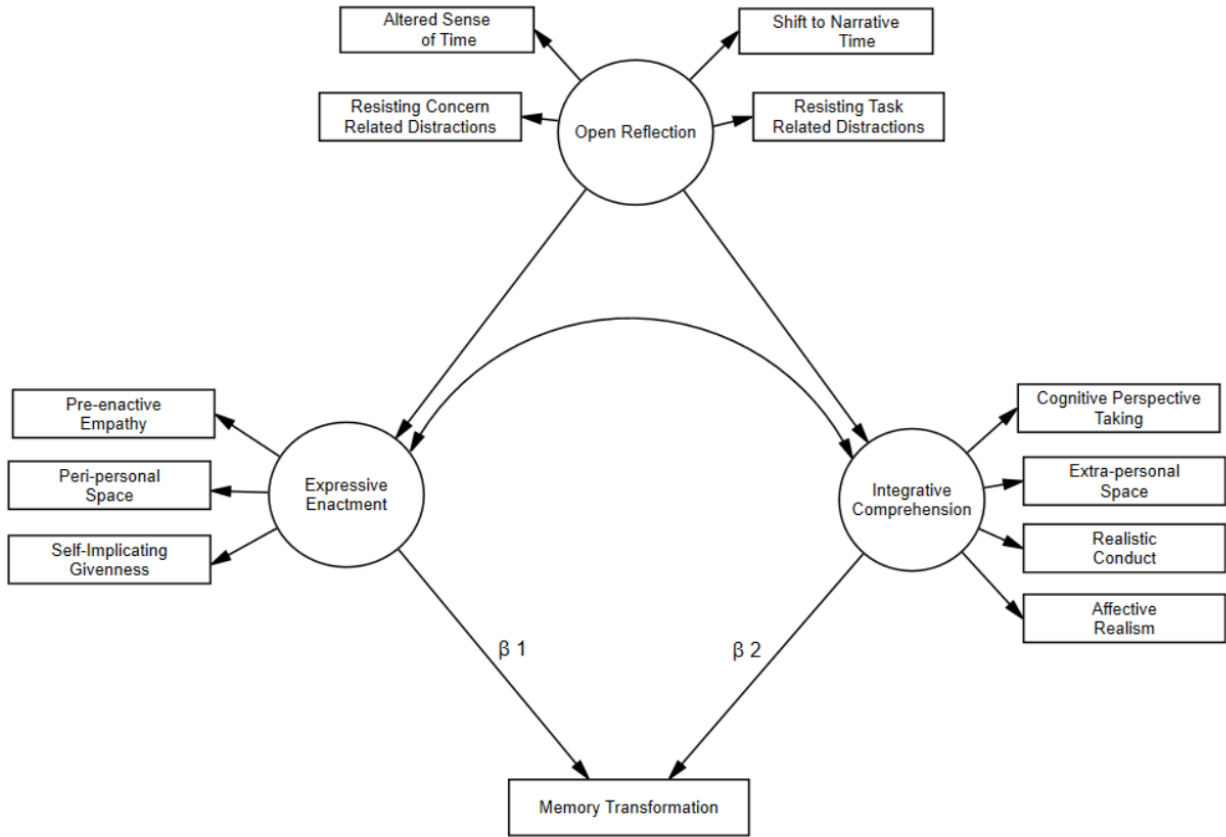 Altered Sense
of Time
Shift to Narrative
Time
Resisting Concern
Related Distractions
Open Reflection
Resisting Task
Related Distractions
Pre-enactive
Empathy
Peri-personal
Space
Self-Implicating
Givenness
Expressive
Enactment
Integrative
Comprehension
Cognitive Perspective
Taking
Extra-personal
Space
Realistic
Conduct
Affective
Realism
β 1
β 2
Memory Transformation